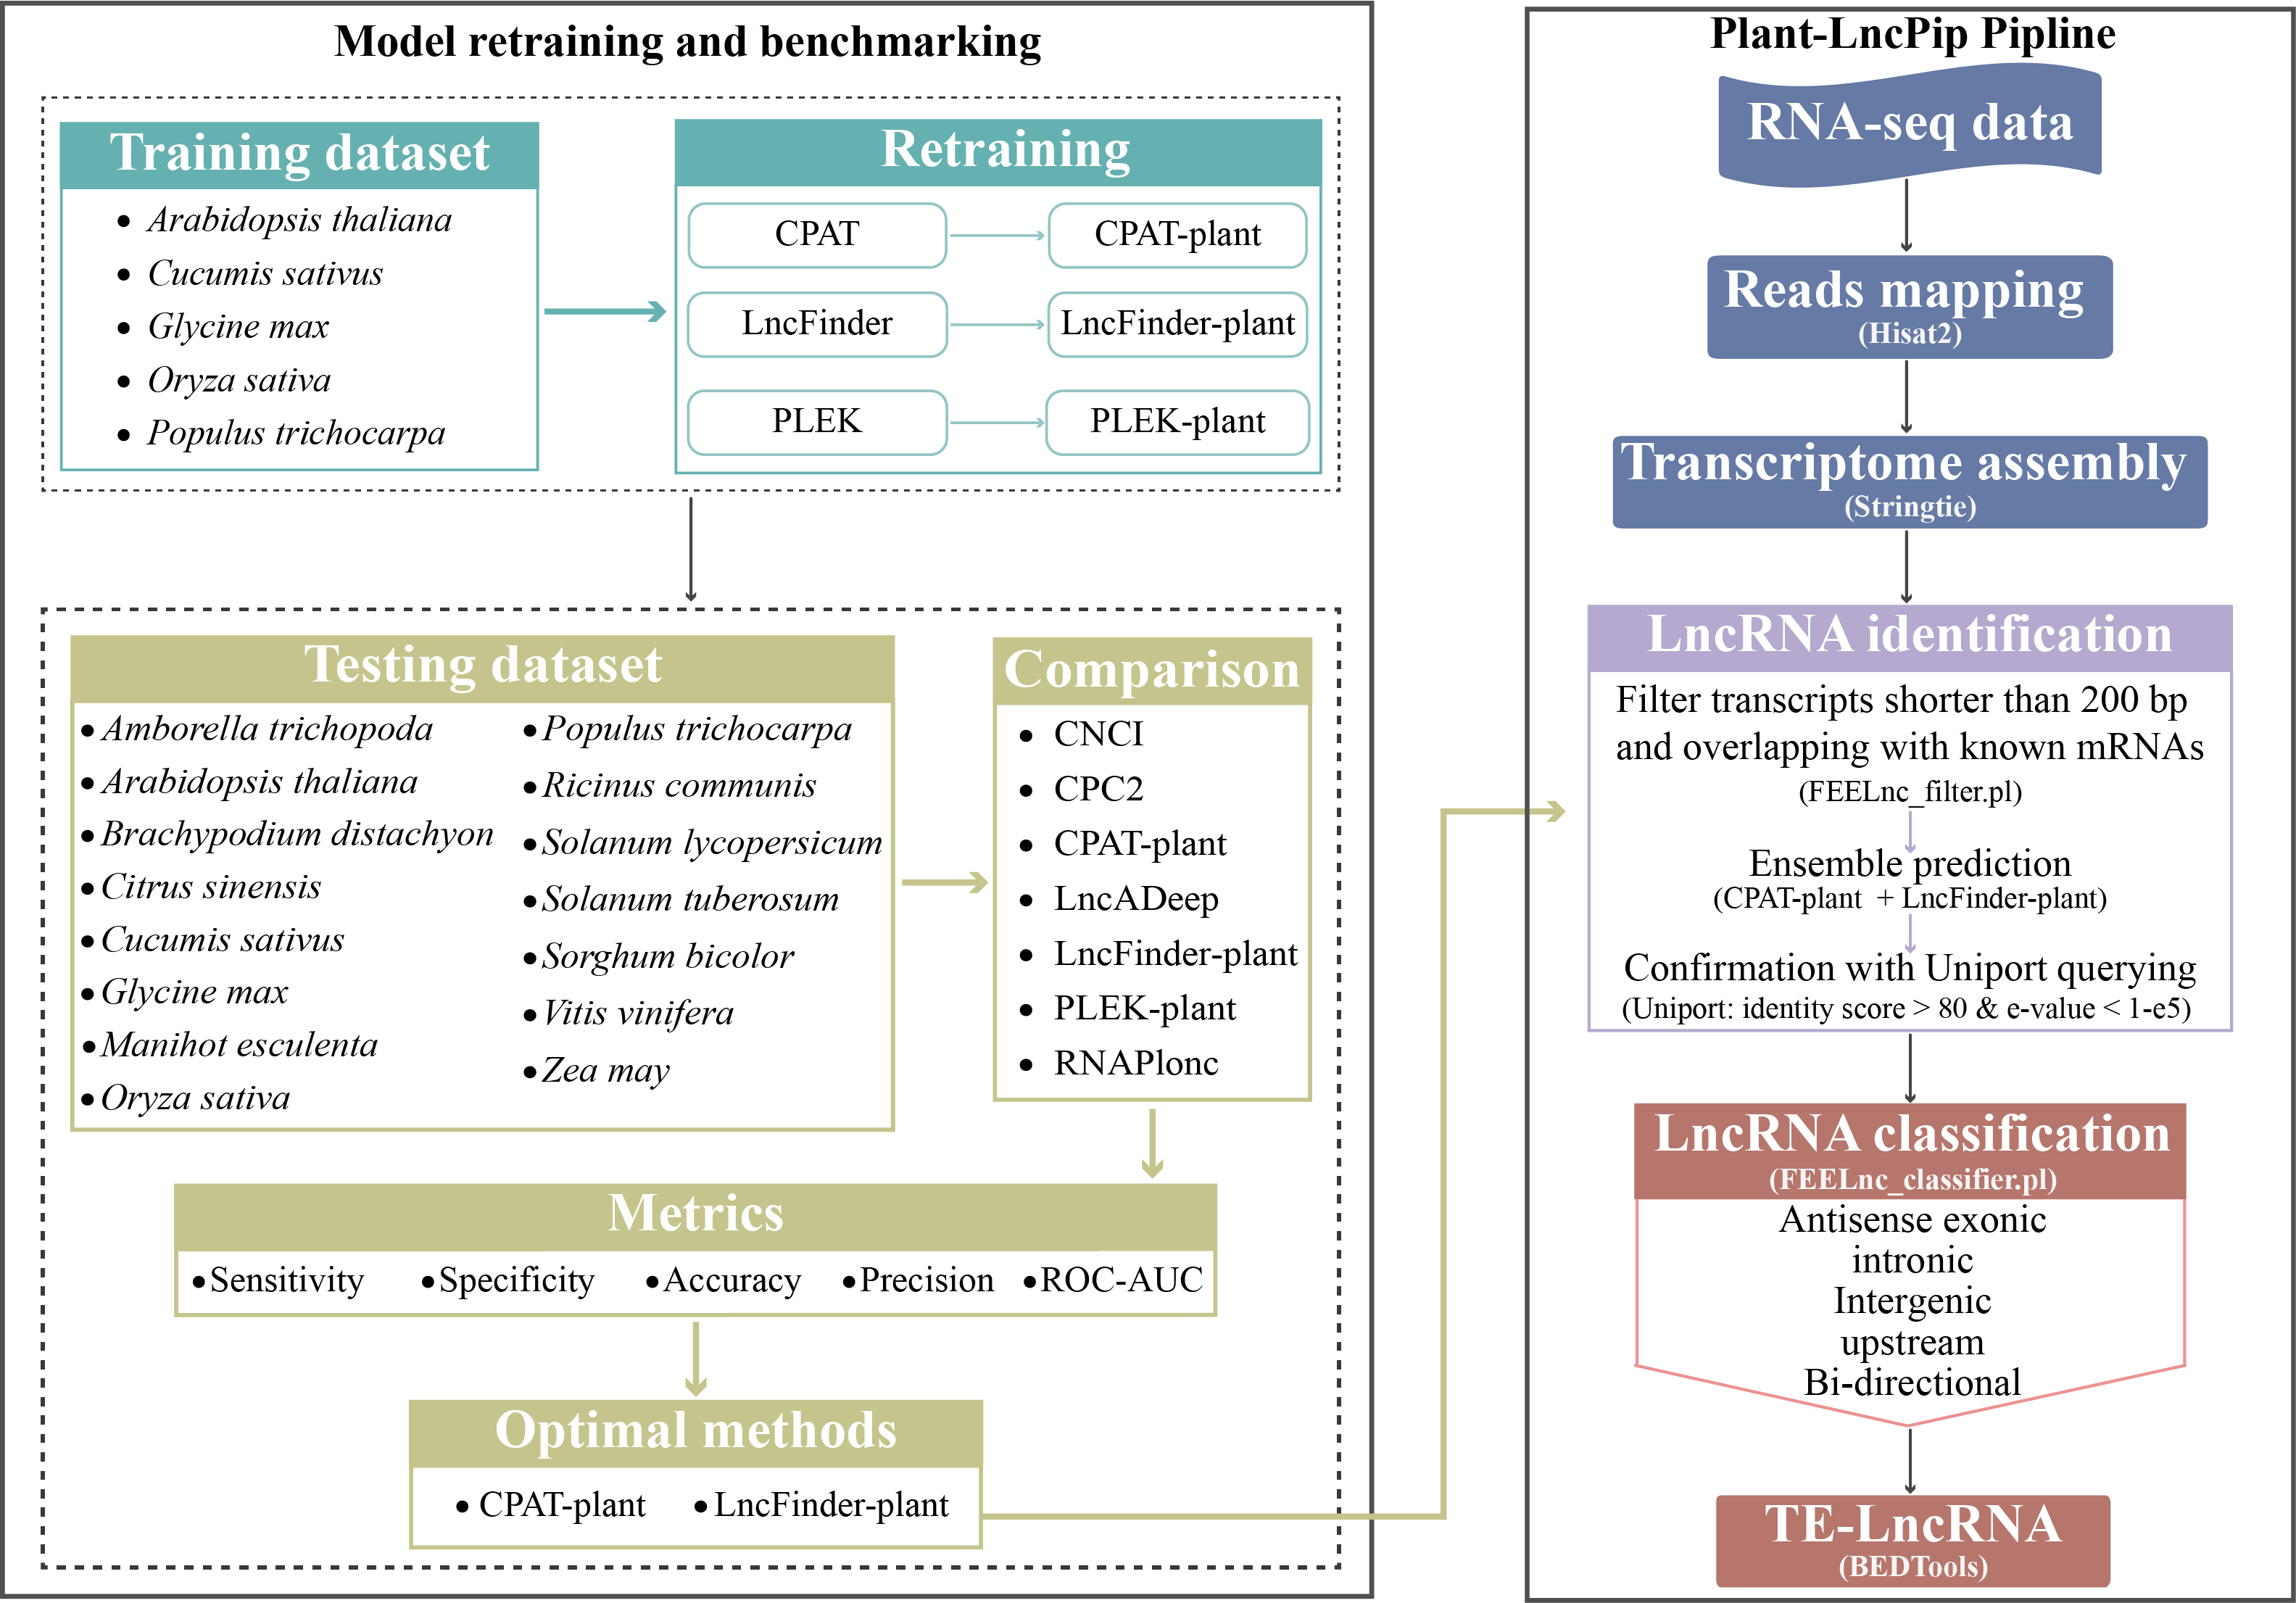 Model retraining and benchmarking
Training dataset
• Arabidopsis thaliana
• Cucumis sativus
• Glycine max
• Oryza sativa
• Populus trichocarpa
Retraining
CPAT
CPAT-plant
LncFinder
LncFinder-plant
PLEK
PLEK-plant
Testing dataset
• Amborella trichopoda
• Arabidopsis thaliana
• Brachypodium distachyon
• Citrus sinensis
• Cucumis sativus
• Glycine max
• Manihot esculenta
• Oryza sativa
• Populus trichocarpa
• Ricinus communis
• Solanum lycopersicum
• Solanum tuberosum
• Sorghum bicolor
• Vitis vinifera
• Zea may
Comparison
• CNCI
• CPC2
• CPAT-plant
• LncADeep
• LncFinder-plant
• PLEK-plant
• RNAPlonc
Metrics
• Sensitivity • Specificity • Accuracy • Precision • ROC-AUC
Optimal methods
• CPAT-plant • LncFinder-plant
Plant-LncPip Pipline
RNA-seq data
Reads mapping
(Hisat2)
Transcriptome assembly
(Stringtie)
LncRNA identification
Filter transcripts shorter than 200 bp
and overlapping with known mRNAs
(FEELnc_filter.pl)
Ensemble prediction
(CPAT-plant + LncFinder-plant)
Confirmation with Uniport querying
(Uniport: identity score > 80 & e-value < 1-e5)
LncRNA classification
(FEELnc_classifier.pl)
Antisense exonic
intronic
Intergenic
upstream
Bi-directional
TE-LncRNA
(BEDTools)